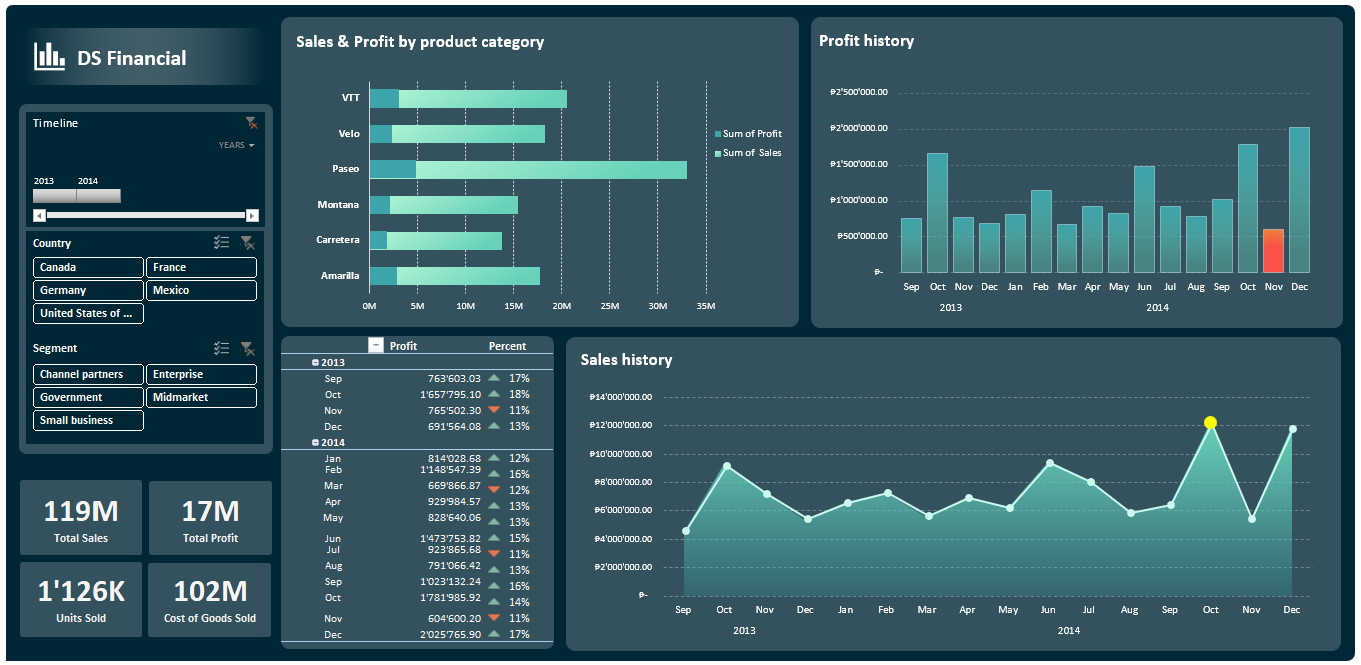 DS Financial
Timeline
YEARS
2013 2014
Country
Canada France
Germany Mexico
United States of ...
Segment
Channel partners Enterprise
Government Midmarket
Small business
119M 17M
Total Sales Total Profit
1'126K 102M
Units Sold Cost of Goods Sold
Sales & Profit by product category
VTT
Velo
Paseo
Montana
Carretera
Amarilla
0M 5M 10M 15M 20M 25M 30M 35M
Sum of Profit
Sum of Sales
Profit history
₽2'500'000.00
₽2'000'000.00
₽1'500'000.00
₽1'000'000.00
₽500'000.00
₽-
Sep Oct Nov Dec Jan Feb Mar Apr May Jun Jul Aug Sep Oct Nov Dec
2013 2014
Profit Percent
2013
Sep 763'603.03 17%
Oct 1'657'795.10 18%
Nov 765'502.30 11%
Dec 691'564.08 13%
2014
Jan 814'028.68 12%
Feb 1'148'547.39 16%
Mar 669'866.87 12%
Apr 929'984.57 13%
May 828'640.06 13%
Jun 1'473'753.82 15%
Jul 923'865.68 11%
Aug 791'066.42 13%
Sep 1'023'132.24 16%
Oct 1'781'985.92 14%
Nov 604'600.20 11%
Dec 2'025'765.90 17%
Sales history
₽14'000'000.00
₽12'000'000.00
₽10'000'000.00
₽8'000'000.00
₽6'000'000.00
₽4'000'000.00
₽2'000'000.00
₽-
Sep Oct Nov Dec Jan Feb Mar Apr May Jun Jul Aug Sep Oct Nov Dec
2013 2014